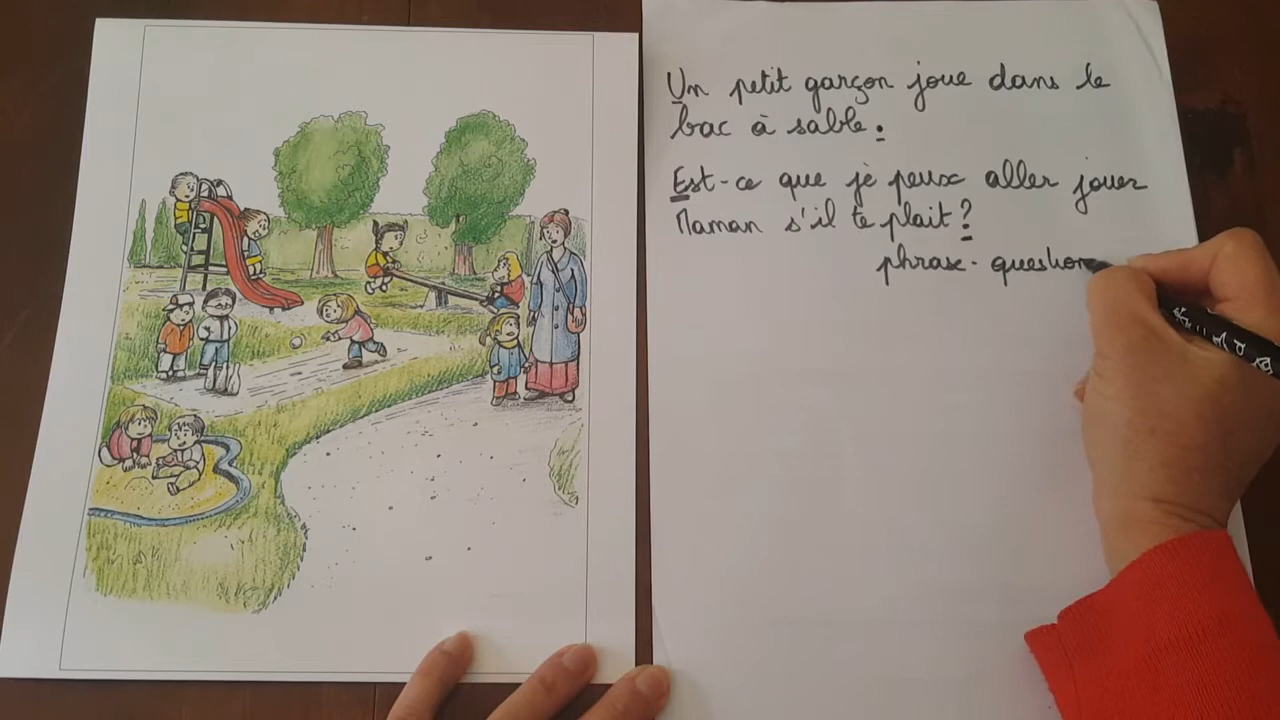 Un petit garçon joue dans le
bac à sable.
Est-ce que je peux aller jouer
Maman s'il te plait ?
phrase - question